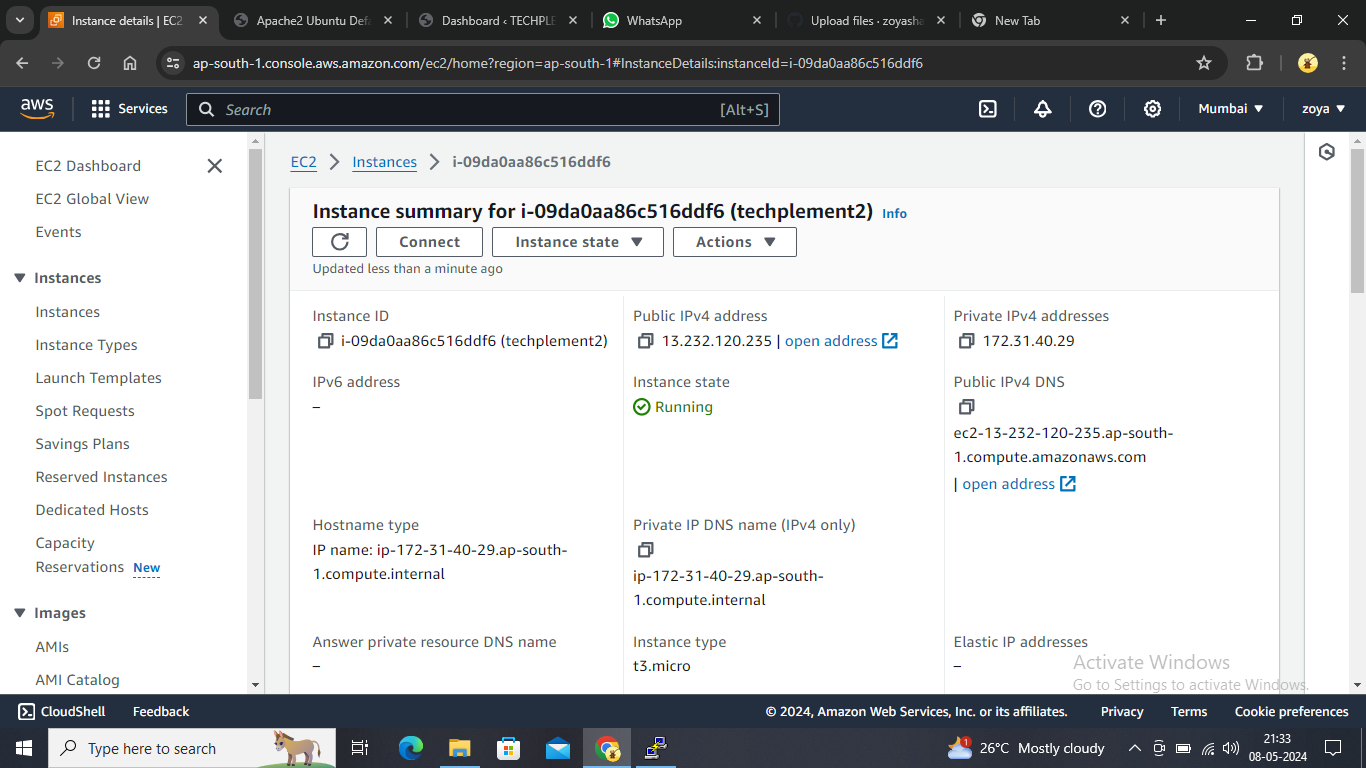 Instance details | EC2
Apache2 Ubuntu Defa
Dashboard ‹ TECHPLE
WhatsApp
Upload files · zoyasha
New Tab
ap-south-1.console.aws.amazon.com/ec2/home?region=ap-south-1#InstanceDetails:instanceId=i-09da0aa86c516ddf6
aws
Services
Search
[Alt+S]
Mumbai
zoya
EC2 Dashboard
EC2 Global View
Events
Instances
Instances
Instance Types
Launch Templates
Spot Requests
Savings Plans
Reserved Instances
Dedicated Hosts
Capacity
Reservations New
Images
AMIs
AMI Catalog
EC2
Instances
i-09da0aa86c516ddf6
Instance summary for i-09da0aa86c516ddf6 (techplement2) Info
Connect
Instance state
Actions
Updated less than a minute ago
Instance ID
i-09da0aa86c516ddf6 (techplement2)
Public IPv4 address
13.232.120.235 | open address
Private IPv4 addresses
172.31.40.29
IPv6 address
–
Instance state
Running
Public IPv4 DNS
ec2-13-232-120-235.ap-south-
1.compute.amazonaws.com
| open address
Hostname type
IP name: ip-172-31-40-29.ap-south-
1.compute.internal
Private IP DNS name (IPv4 only)
ip-172-31-40-29.ap-south-
1.compute.internal
Answer private resource DNS name
–
Instance type
t3.micro
Elastic IP addresses
–
Activate Windows
Go to Settings to activate Windows.
CloudShell
Feedback
© 2024, Amazon Web Services, Inc. or its affiliates.
Privacy
Terms
Cookie preferences
Type here to search
1
26°C Mostly cloudy
21:33
08-05-2024